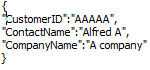 {
"CustomerID":"AAAAA",
"ContactName":"Alfred A",
"CompanyName":"A company"
}